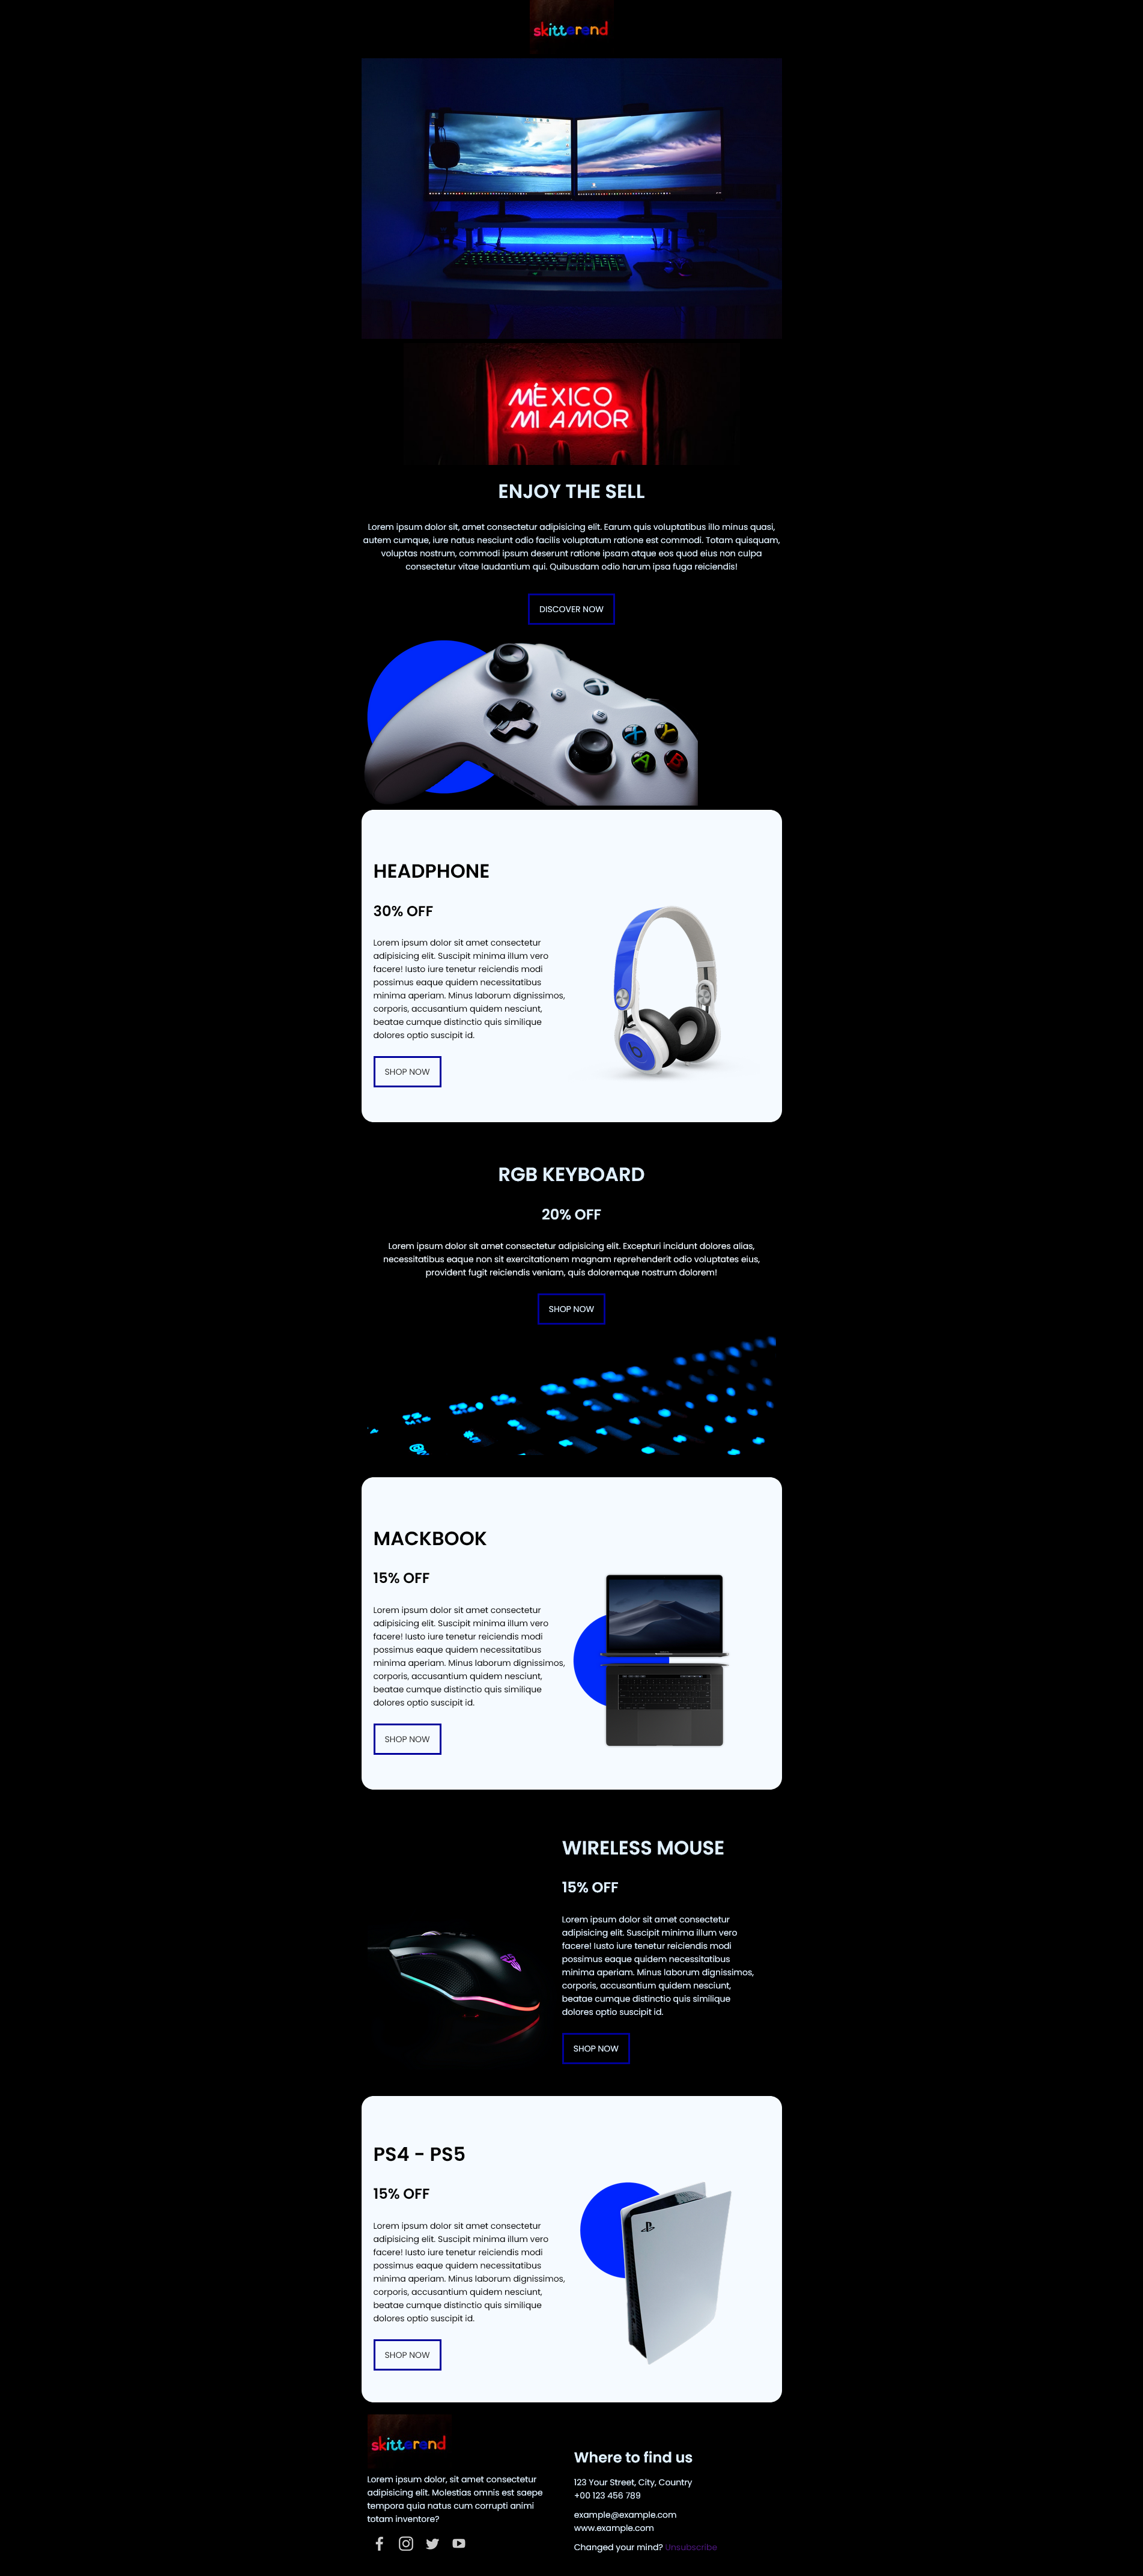 skitterend
MÉXICO
MI AMOR
ENJOY THE SELL
Lorem ipsum dolor sit, amet consectetur adipisicing elit. Earum quis voluptatibus illo minus quasi,
autem cumque, iure natus nesciunt odio facilis voluptatum ratione est commodi. Totam quisquam,
voluptas nostrum, commodi ipsum deserunt ratione ipsam atque eos quod eius non culpa
consectetur vitae laudantium qui. Quibusdam odio harum ipsa fuga reiciendis!
DISCOVER NOW
X Y
A B
HEADPHONE
30% OFF
Lorem ipsum dolor sit amet consectetur
adipisicing elit. Suscipit minima illum vero
facere! Iusto iure tenetur reiciendis modi
possimus eaque quidem necessitatibus
minima aperiam. Minus laborum dignissimos,
corporis, accusantium quidem nesciunt,
beatae cumque distinctio quis similique
dolores optio suscipit id.
b
SHOP NOW
RGB KEYBOARD
20% OFF
Lorem ipsum dolor sit amet consectetur adipisicing elit. Excepturi incidunt dolores alias,
necessitatibus eaque non sit exercitationem magnam reprehenderit odio voluptates eius,
provident fugit reiciendis veniam, quis doloremque nostrum dolorem!
SHOP NOW
MACKBOOK
15% OFF
Lorem ipsum dolor sit amet consectetur
adipisicing elit. Suscipit minima illum vero
facere! Iusto iure tenetur reiciendis modi
possimus eaque quidem necessitatibus
minima aperiam. Minus laborum dignissimos,
corporis, accusantium quidem nesciunt,
beatae cumque distinctio quis similique
dolores optio suscipit id.
SHOP NOW
WIRELESS MOUSE
15% OFF
Lorem ipsum dolor sit amet consectetur
adipisicing elit. Suscipit minima illum vero
facere! Iusto iure tenetur reiciendis modi
possimus eaque quidem necessitatibus
minima aperiam. Minus laborum dignissimos,
corporis, accusantium quidem nesciunt,
beatae cumque distinctio quis similique
dolores optio suscipit id.
SHOP NOW
PS4 - PS5
15% OFF
Lorem ipsum dolor sit amet consectetur
adipisicing elit. Suscipit minima illum vero
facere! Iusto iure tenetur reiciendis modi
possimus eaque quidem necessitatibus
minima aperiam. Minus laborum dignissimos,
corporis, accusantium quidem nesciunt,
beatae cumque distinctio quis similique
dolores optio suscipit id.
SHOP NOW
skitterend
Lorem ipsum dolor, sit amet consectetur
adipisicing elit. Molestias omnis est saepe
tempora quia natus cum corrupti animi
totam inventore?
Where to find us
123 Your Street, City, Country
+00 123 456 789
example@example.com
www.example.com
Changed your mind? Unsubscribe